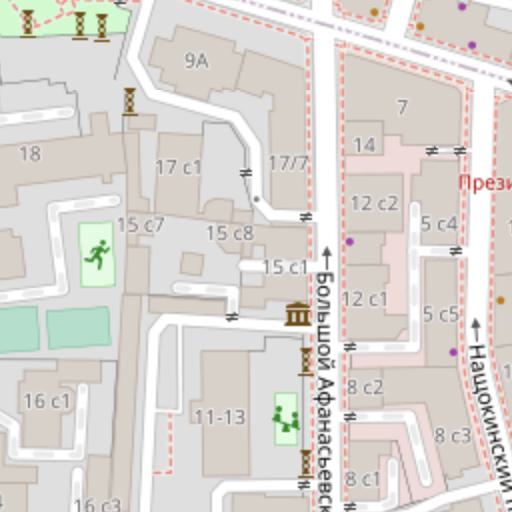 9А
7
14
18
17 с1
17/7
Прези
12 с2
15 с7
15 с8
5 с4
15 с1
12 с1
5 с5
Большой Афанасьевск
Нащокинский п
8 с2
16 с1
11-13
8 с3
8 с1
16 с3